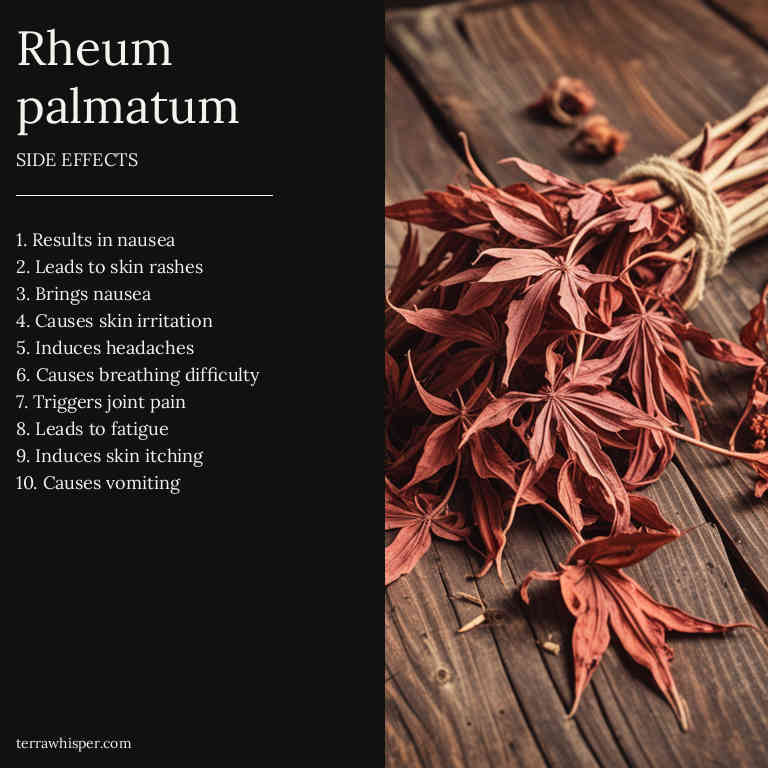 Rheum
palmatum
SIDE EFFECTS
1. Results in nausea
2. Leads to skin rashes
3. Brings nausea
4. Causes skin irritation
5. Induces headaches
6. Causes breathing difficulty
7. Triggers joint pain
8. Leads to fatigue
9. Induces skin itching
10. Causes vomiting
terrawhisper.com